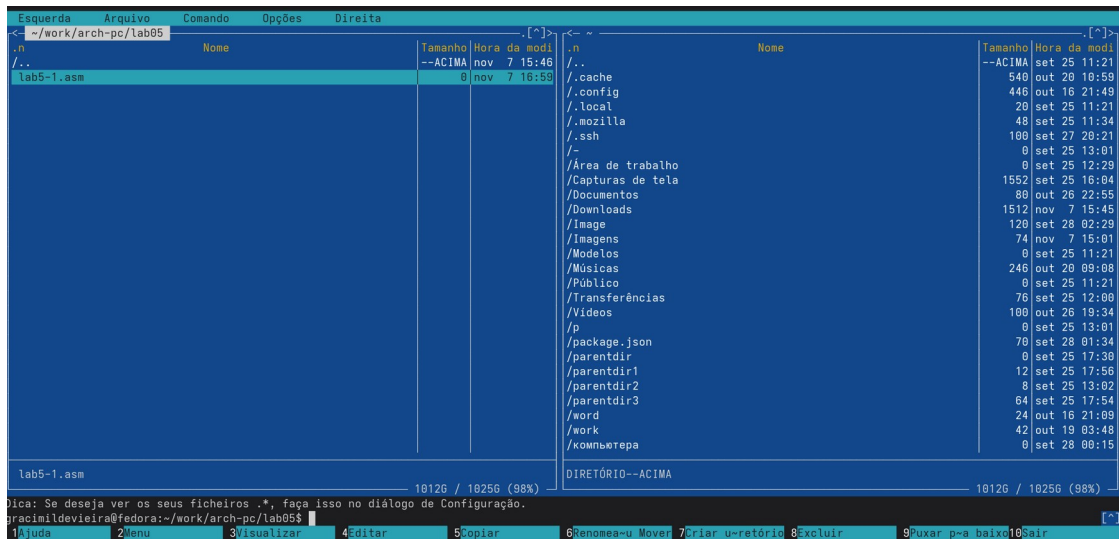 Esquerda Arquivo Comando Opções Direita
<— ~/work/arch-pc/lab05 .[^]>
.n Nome Tamanho Hora da modi
/.. --ACIMA nov 7 15:46
lab5-1.asm 0 nov 7 16:59
lab5-1.asm
1012G / 1025G (98%)
<— ~ .[^]>
.n Nome Tamanho Hora da modi
/.. --ACIMA set 25 11:21
/.cache 540 out 20 10:59
/.config 446 out 16 21:49
/.local 20 set 25 11:21
/.mozilla 48 set 25 11:34
/.ssh 100 set 27 20:21
/- 0 set 25 13:01
/Área de trabalho 0 set 25 12:29
/Capturas de tela 1552 set 25 16:04
/Documentos 80 out 26 22:55
/Downloads 1512 nov 7 15:45
/Image 120 set 28 02:29
/Imagens 74 nov 7 15:01
/Modelos 0 set 25 11:21
/Músicas 246 out 20 09:08
/Público 0 set 25 11:21
/Transferências 76 set 25 12:00
/Vídeos 100 out 26 19:34
/p 0 set 25 13:01
/package.json 70 set 28 01:34
/parentdir 0 set 25 17:30
/parentdir1 12 set 25 17:56
/parentdir2 8 set 25 13:02
/parentdir3 64 set 25 17:54
/word 24 out 16 21:09
/work 42 out 19 03:48
/компьютера 0 set 28 00:15
DIRETÓRIO--ACIMA
1012G / 1025G (98%)
Dica: Se deseja ver os seus ficheiros .*, faça isso no diálogo de Configuração.
gracimildevieira@fedora:~/work/arch-pc/lab05$ [^]
1Ajuda 2Menu 3Visualizar 4Editar 5Copiar 6Renomea~u Mover 7Criar u~retório 8Excluir 9Puxar p~a baixo 10Sair